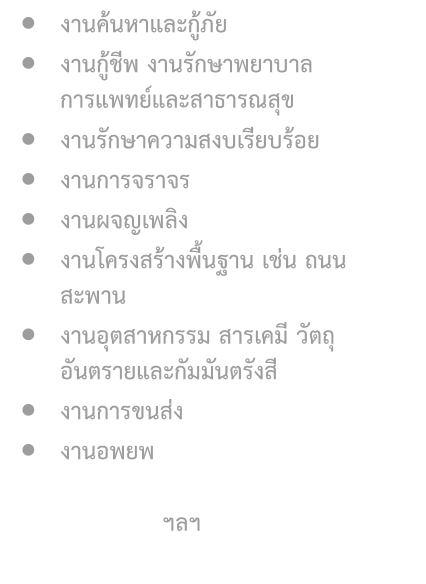 ● งานค้นหาและกู้ภัย
● งานกู้ชีพ งานรักษาพยาบาล
การแพทย์และสาธารณสุข
● งานรักษาความสงบเรียบร้อย
● งานการจราจร
● งานผจญเพลิง
● งานโครงสร้างพื้นฐาน เช่น ถนน
สะพาน
● งานอุตสาหกรรม สารเคมี วัตถุ
อันตรายและกัมมันตรังสี
● งานการขนส่ง
● งานอพยพ
ฯลฯ